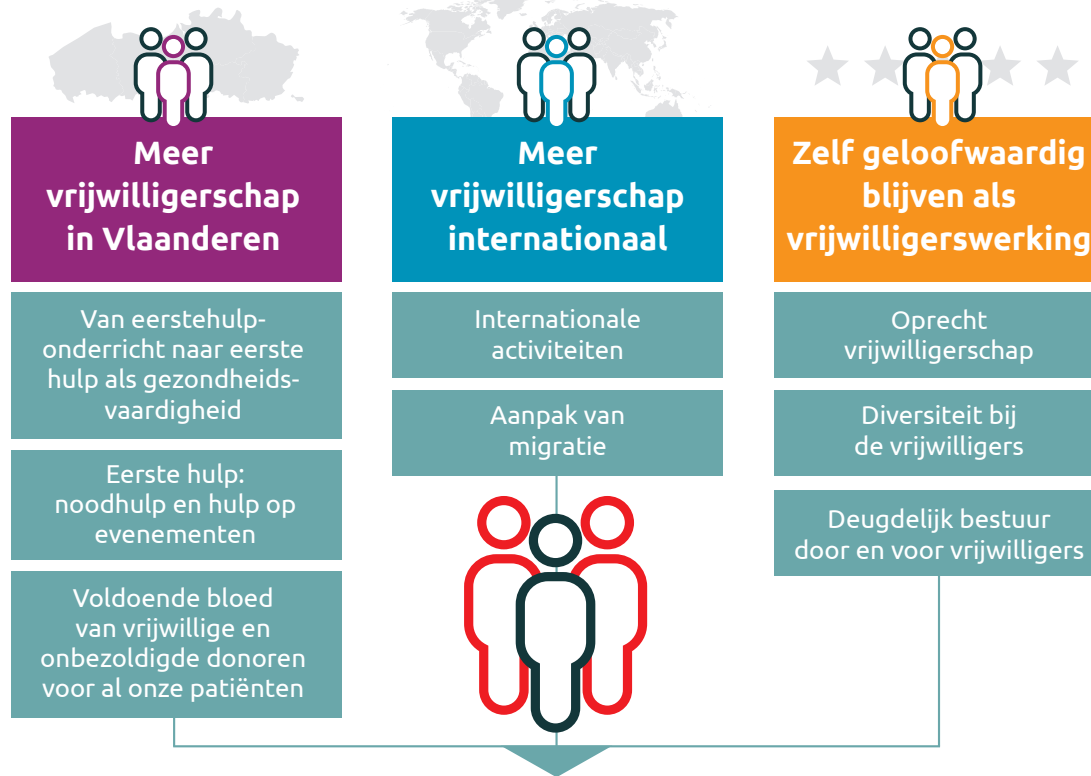 Meer
vrijwilligerschap
in Vlaanderen
Van eerstehulp-
onderricht naar eerste
hulp als gezondheids-
vaardigheid
Eerste hulp:
noodhulp en hulp op
evenementen
Voldoende bloed
van vrijwillige en
onbezoldigde donoren
voor al onze patiënten
Meer
vrijwilligerschap
internationaal
Internationale
activiteiten
Aanpak van
migratie
Zelf geloofwaardig
blijven als
vrijwilligerswerking
Oprecht
vrijwilligerschap
Diversiteit bij
de vrijwilligers
Deugdelijk bestuur
door en voor vrijwilligers